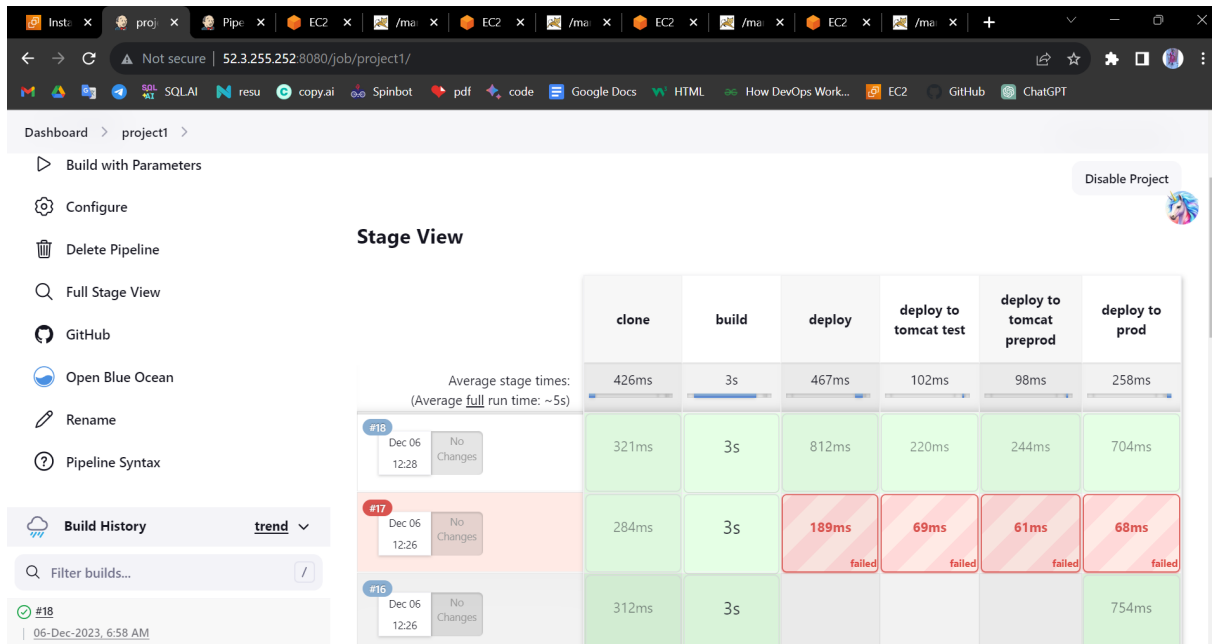 Insta
proj
Pipe
EC2
/ma
EC2
/ma
EC2
/ma
EC2
/ma
Not secure | 52.3.255.252:8080/job/project1/
SQLAI
resu
copy.ai
Spinbot
pdf
code
Google Docs
HTML
How DevOps Work...
EC2
GitHub
ChatGPT
Dashboard > project1 >
Build with Parameters
Configure
Delete Pipeline
Full Stage View
GitHub
Open Blue Ocean
Rename
Pipeline Syntax
Build History trend
Filter builds... /
#18
06-Dec-2023, 6:58 AM
Disable Project
Stage View
clone
build
deploy
deploy to
tomcat test
deploy to
tomcat
preprod
deploy to
prod
Average stage times:
(Average full run time: ~5s)
426ms 3s 467ms 102ms 98ms 258ms
#18
Dec 06
12:28
No
Changes
321ms 3s 812ms 220ms 244ms 704ms
#17
Dec 06
12:26
No
Changes
284ms 3s 189ms 69ms 61ms 68ms
failed failed failed failed
#16
Dec 06
12:26
No
Changes
312ms 3s 754ms